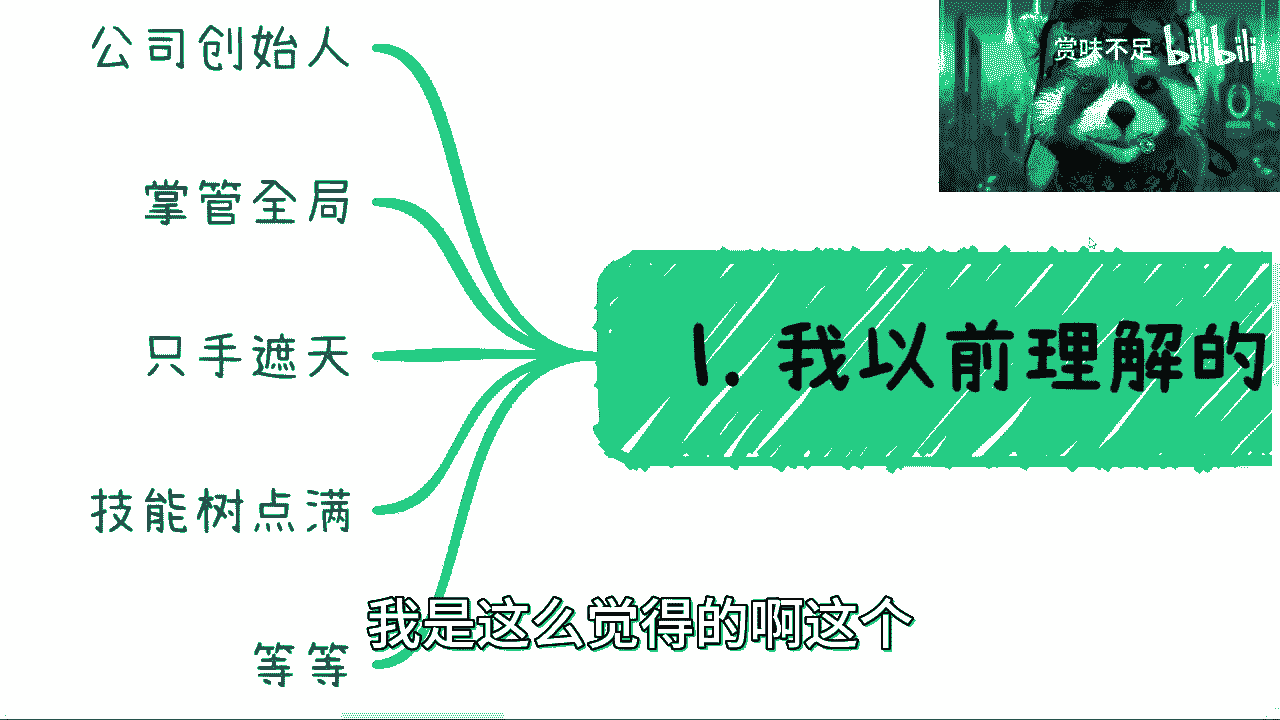 公司创始人
赏味不足 bilibili
掌管全局
1. 我以前理解的
只手遮天
技能树点满
我是这么觉得的啊这个
等等